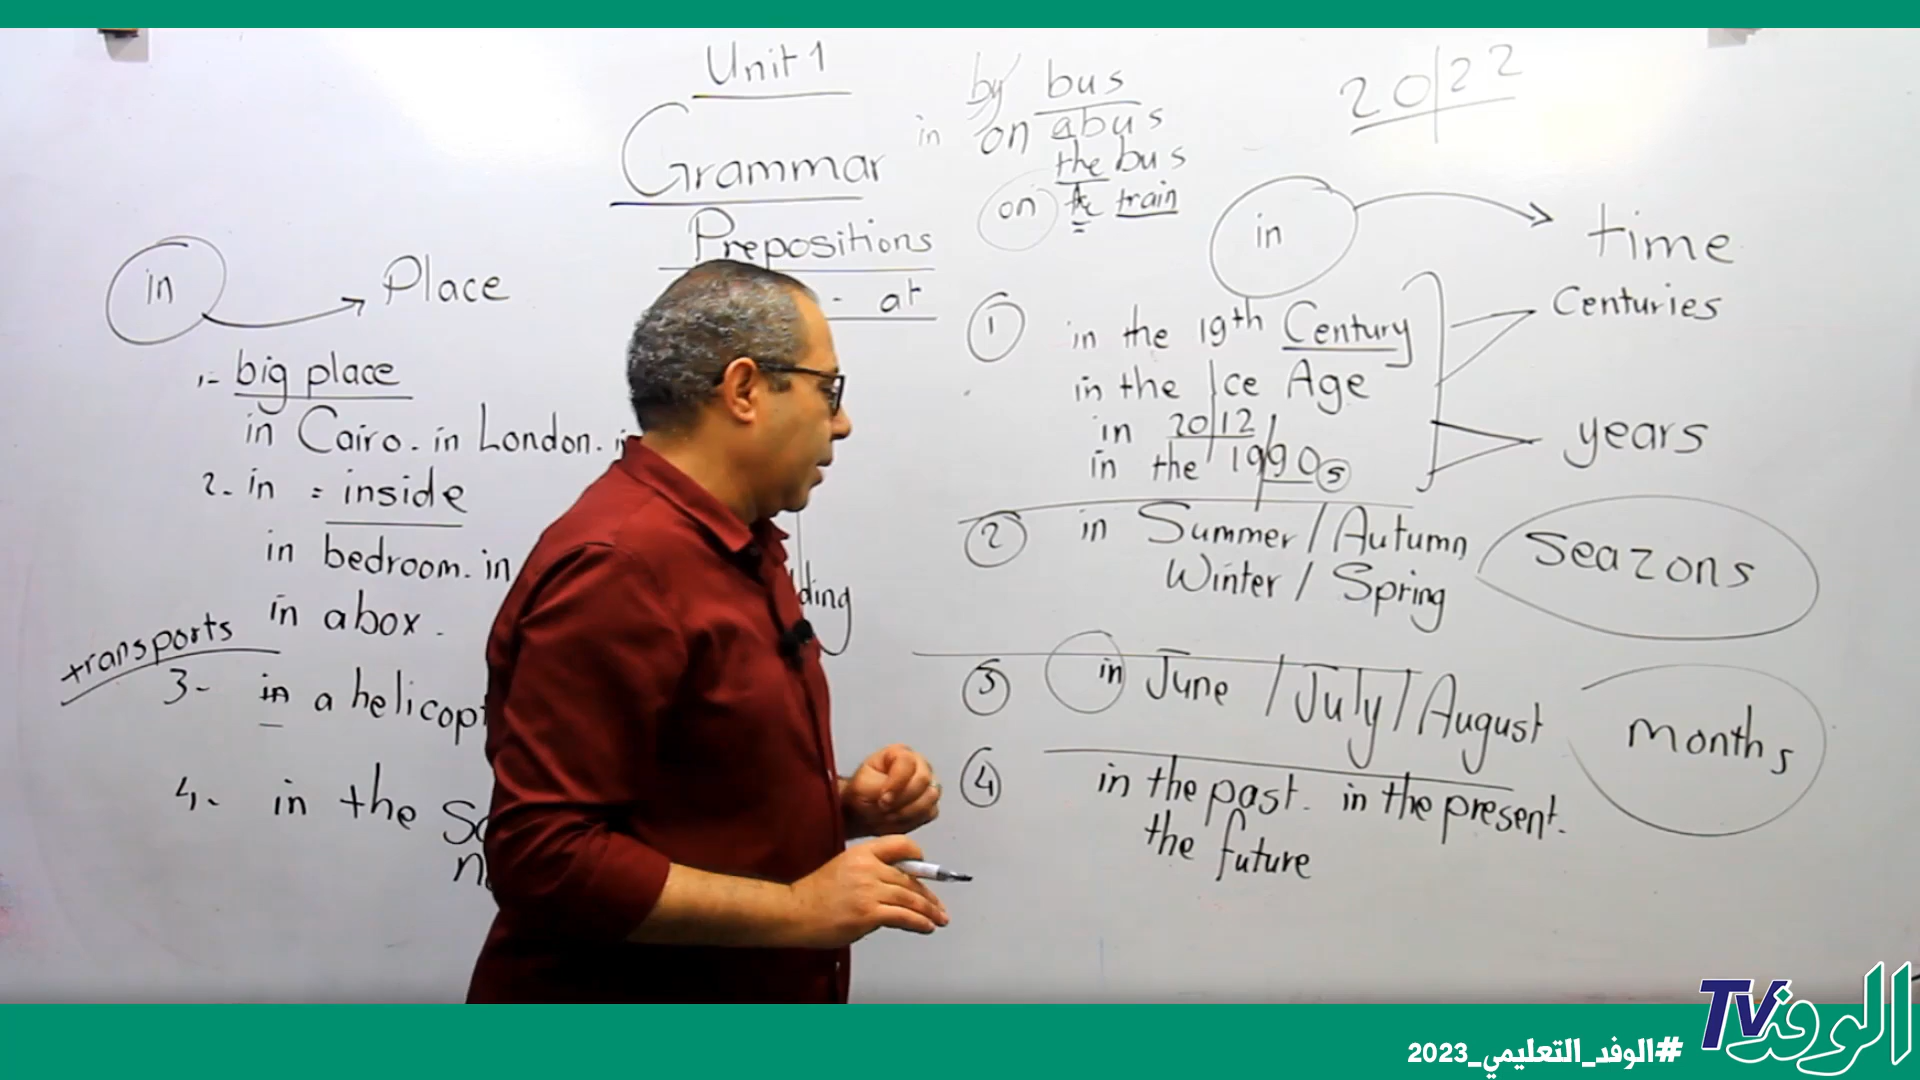 Unit 1
Grammar
Prepositions
- at
by bus
in on a bus
the bus
on the train
2022
in Place
1- big place
in Cairo. in London.
2- in = inside
in bedroom. in
ding
in a box.
transports
3- in a
4- in the
in time
1 in the 19th Century
in the Ice Age
Centuries
in 2012
in the 1990s
years
2 in Summer / Autumn
Winter / Spring
Seazons
3 in June / July / August
months
4 in the past. in the present.
the future
TV الوفد
#الوفد_التعليمي_2023